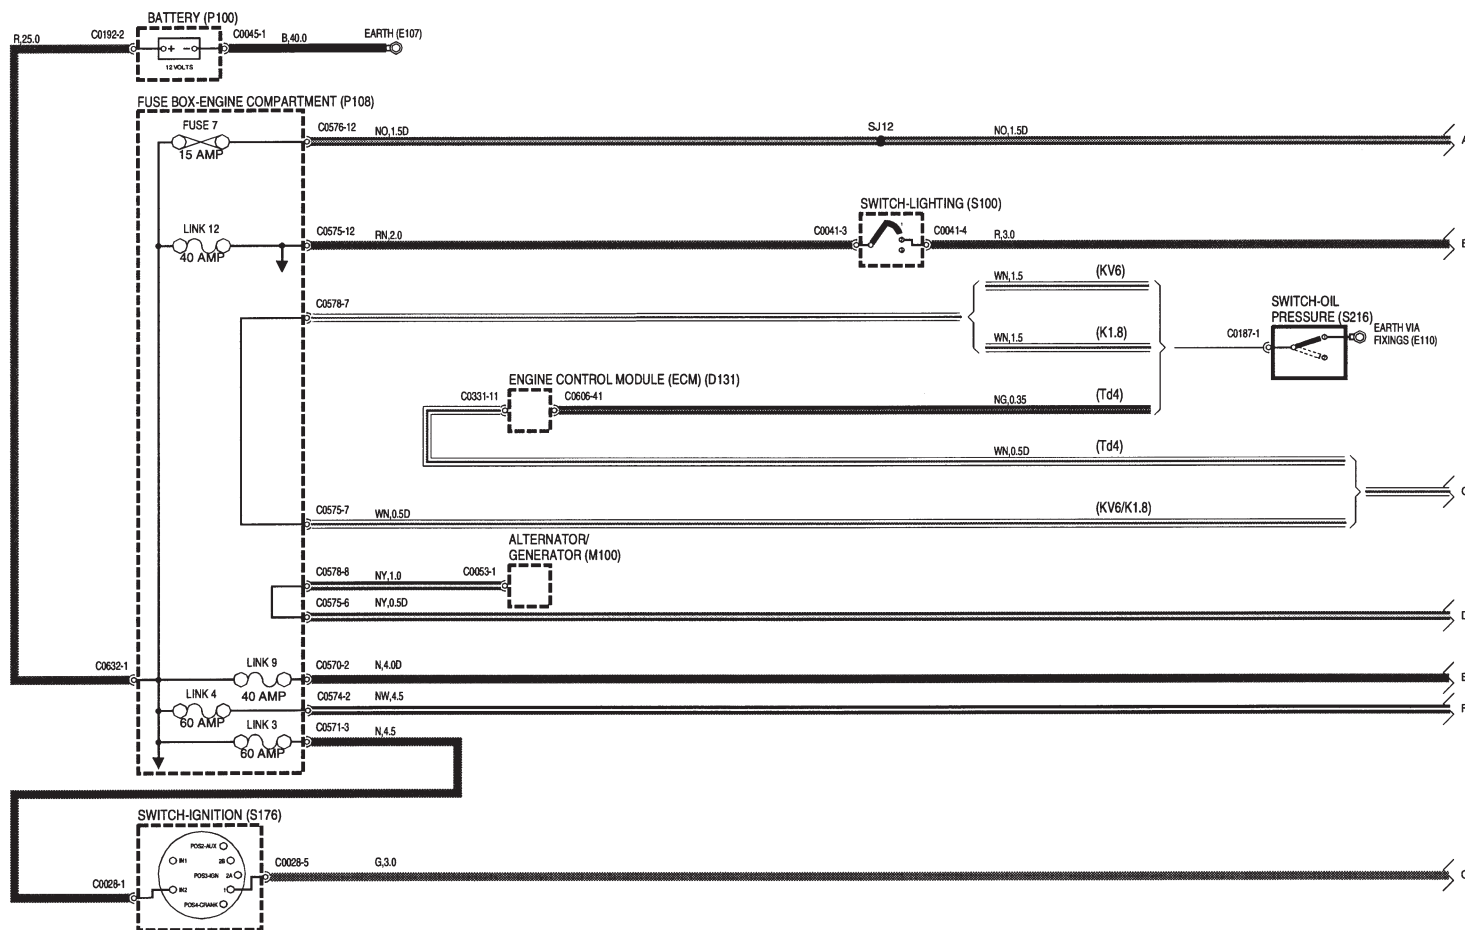 BATTERY (P100)
R,25.0
C0192-2
C0045-1
B,40.0
EARTH (E107)
+ -
12 VOLTS
FUSE BOX-ENGINE COMPARTMENT (P108)
FUSE 7
15 AMP
C0576-12
NO,1.5D
SJ12
NO,1.5D
LINK 12
40 AMP
C0575-12
RN,2.0
SWITCH-LIGHTING (S100)
C0041-3
C0041-4
R,3.0
C0578-7
WN,1.5
(KV6)
WN,1.5
(K1.8)
SWITCH-OIL
PRESSURE (S216)
C0187-1
EARTH VIA
FIXINGS (E110)
ENGINE CONTROL MODULE (ECM) (D131)
C0331-11
C0606-41
NG,0.35
(Td4)
WN,0.5D
(Td4)
C0575-7
WN,0.5D
(KV6/K1.8)
ALTERNATOR/
GENERATOR (M100)
C0578-8
NY,1.0
C0053-1
C0575-6
NY,0.5D
C0632-1
LINK 9
40 AMP
C0570-2
N,4.0D
LINK 4
60 AMP
C0574-2
NW,4.5
LINK 3
60 AMP
C0571-3
N,4.5
SWITCH-IGNITION (S176)
POS2-AUX
IN1
2B
POS3-IGN
2A
IN2
1
POS4-CRANK
C0028-1
C0028-5
G,3.0